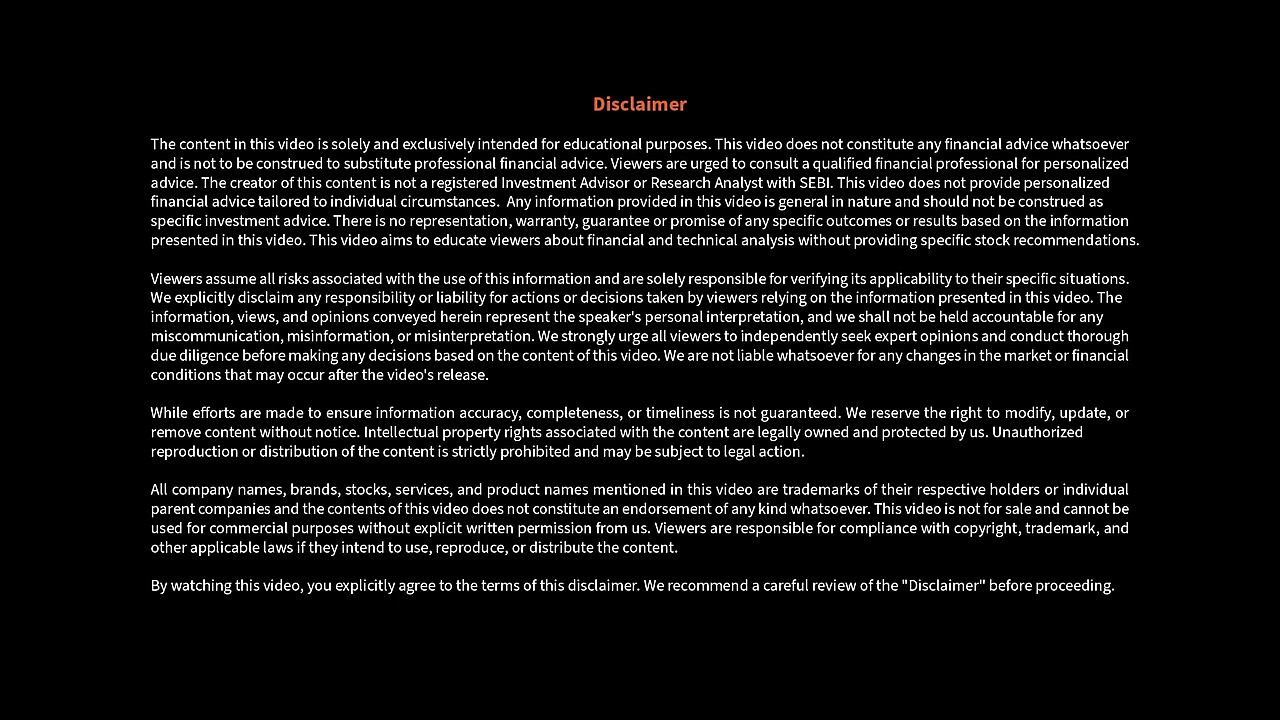 Disclaimer
The content in this video is solely and exclusively intended for educational purposes. This video does not constitute any financial advice whatsoever
and is not to be construed to substitute professional financial advice. Viewers are urged to consult a qualified financial professional for personalized
advice. The creator of this content is not a registered Investment Advisor or Research Analyst with SEBI. This video does not provide personalized
financial advice tailored to individual circumstances.  Any information provided in this video is general in nature and should not be construed as
specific investment advice. There is no representation, warranty, guarantee or promise of any specific outcomes or results based on the information
presented in this video. This video aims to educate viewers about financial and technical analysis without providing specific stock recommendations.
Viewers assume all risks associated with the use of this information and are solely responsible for verifying its applicability to their specific situations.
We explicitly disclaim any responsibility or liability for actions or decisions taken by viewers relying on the information presented in this video. The
information, views, and opinions conveyed herein represent the speaker's personal interpretation, and we shall not be held accountable for any
miscommunication, misinformation, or misinterpretation. We strongly urge all viewers to independently seek expert opinions and conduct thorough
due diligence before making any decisions based on the content of this video. We are not liable whatsoever for any changes in the market or financial
conditions that may occur after the video's release.
While efforts are made to ensure information accuracy, completeness, or timeliness is not guaranteed. We reserve the right to modify, update, or
remove content without notice. Intellectual property rights associated with the content are legally owned and protected by us. Unauthorized
reproduction or distribution of the content is strictly prohibited and may be subject to legal action.
All company names, brands, stocks, services, and product names mentioned in this video are trademarks of their respective holders or individual
parent companies and the contents of this video does not constitute an endorsement of any kind whatsoever. This video is not for sale and cannot be
used for commercial purposes without explicit written permission from us. Viewers are responsible for compliance with copyright, trademark, and
other applicable laws if they intend to use, reproduce, or distribute the content.
By watching this video, you explicitly agree to the terms of this disclaimer. We recommend a careful review of the "Disclaimer" before proceeding.